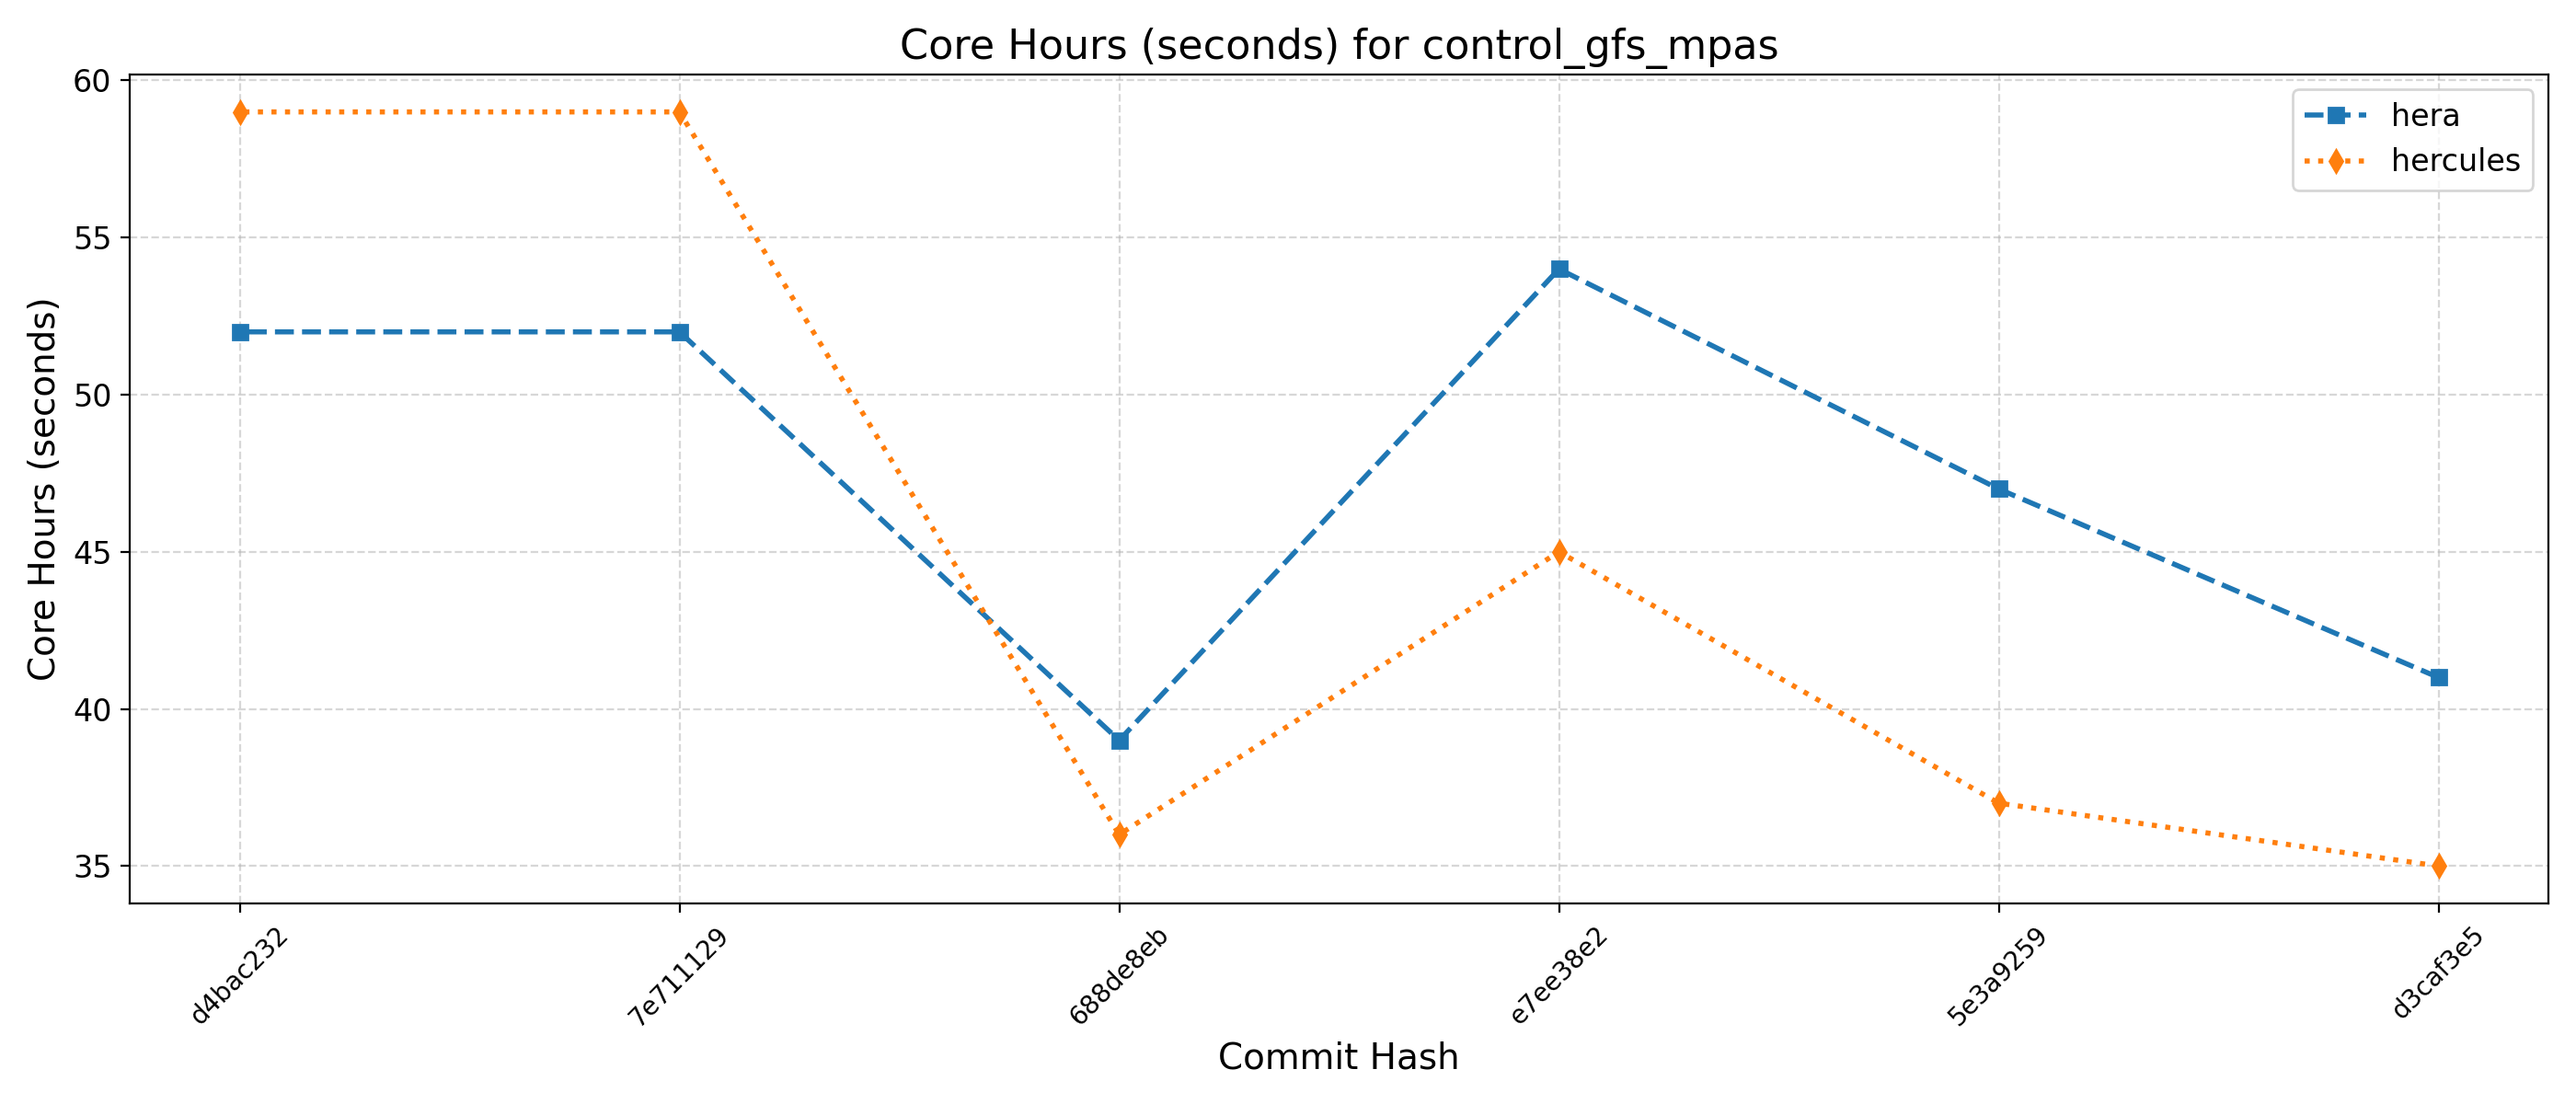 Core Hours (seconds) for control_gfs_mpas
Core Hours (seconds)
60
55
50
45
40
35
hera
hercules
d4bac232
7e711129
688de8eb
e7ee38e2
5e3a9259
d3caf3e5
Commit Hash